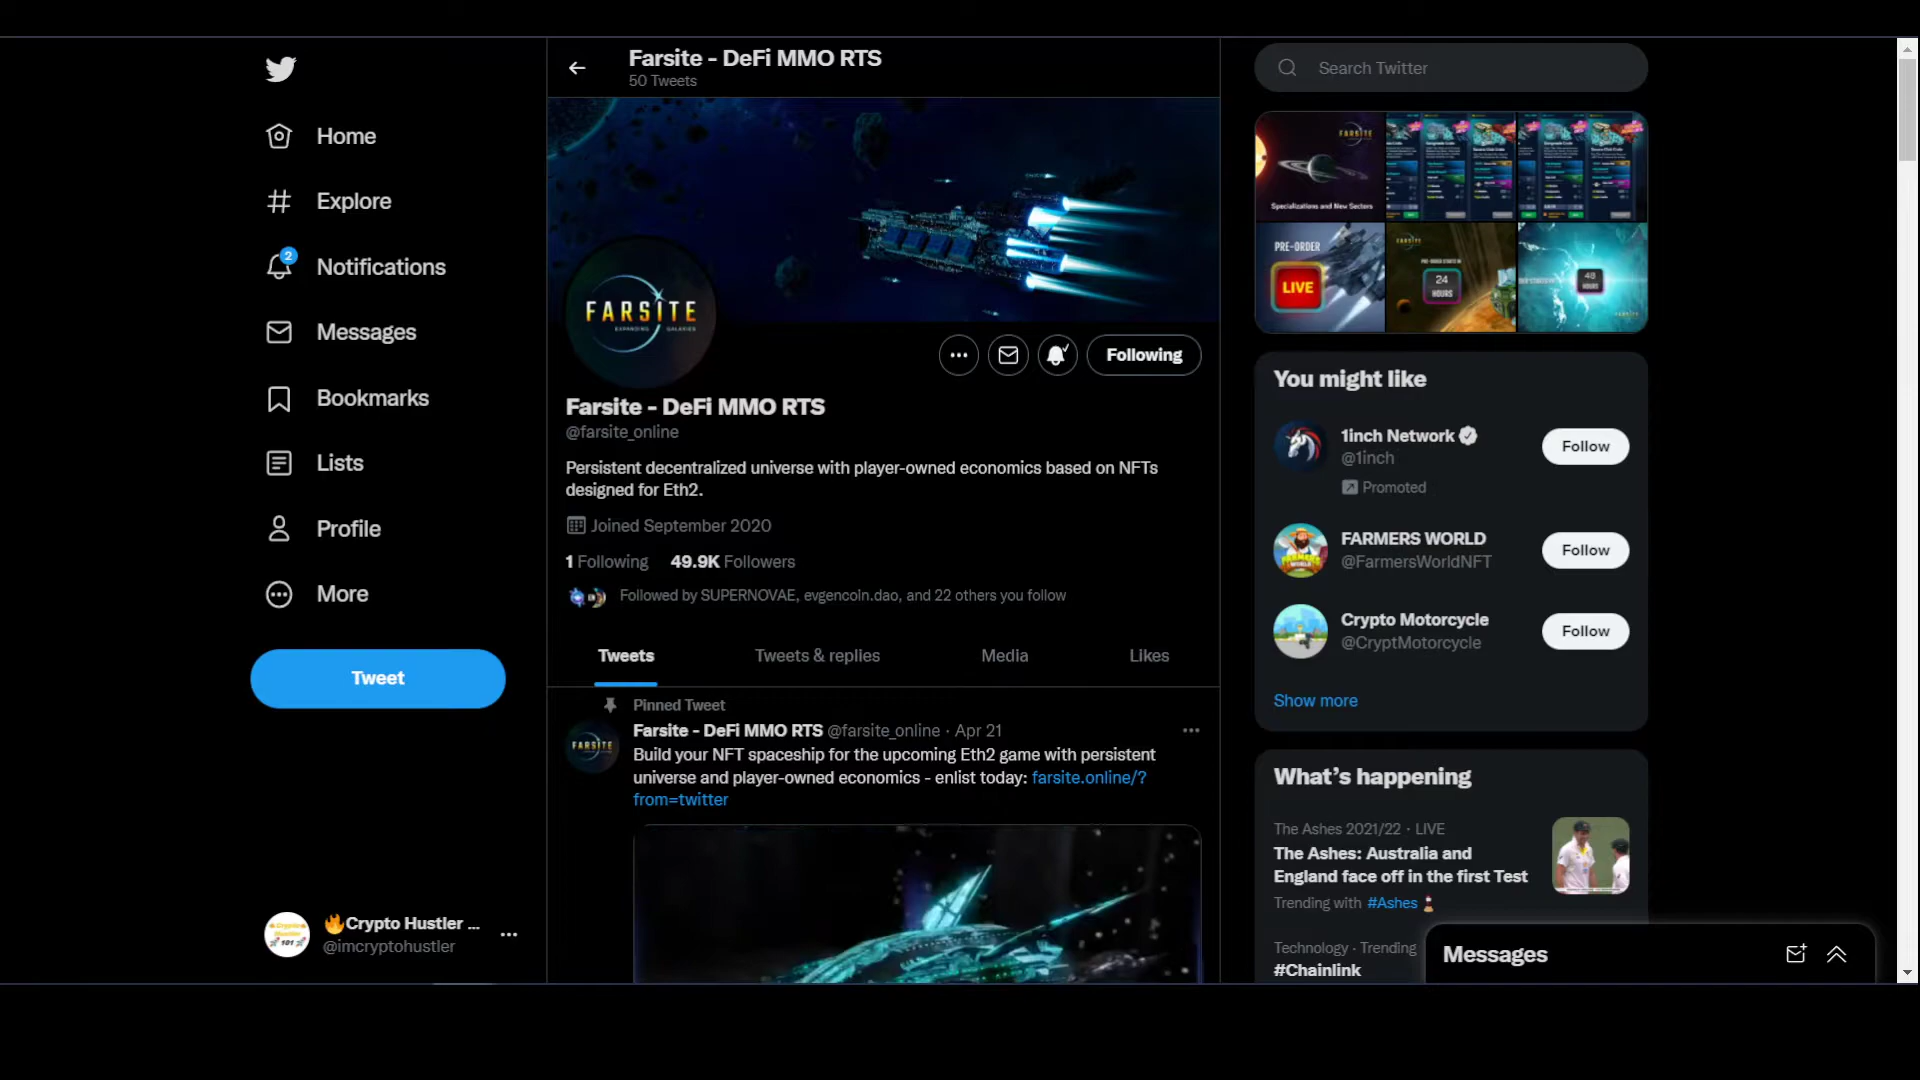 Farsite - DeFi MMO RTS
50 Tweets
Search Twitter
Home
Explore
2
Notifications
Messages
Bookmarks
Lists
Profile
More
Tweet
🔥Crypto Hustler ...
@imcryptohustler
FARSITE
EXPANDING GALAXIES
Following
Farsite - DeFi MMO RTS
@farsite_online
Persistent decentralized universe with player-owned economics based on NFTs
designed for Eth2.
Joined September 2020
1 Following 49.9K Followers
Followed by SUPERNOVAE, evgencoin.dao, and 22 others you follow
Tweets
Tweets & replies
Media
Likes
Pinned Tweet
FARSITE
Farsite - DeFi MMO RTS @farsite_online · Apr 21
Build your NFT spaceship for the upcoming Eth2 game with persistent
universe and player-owned economics - enlist today: farsite.online/?
from=twitter
FARSITE
Specializations and New Sectors
PRE-ORDER
LIVE
FARSITE
24
HOURS
48
HOURS
You might like
1inch Network
@1inch
Promoted
Follow
FARMERS WORLD
@FarmersWorldNFT
Follow
Crypto Motorcycle
@CryptMotorcycle
Follow
Show more
What's happening
The Ashes 2021/22 · LIVE
The Ashes: Australia and
England face off in the first Test
Trending with #Ashes
Technology · Trending
#Chainlink
Messages